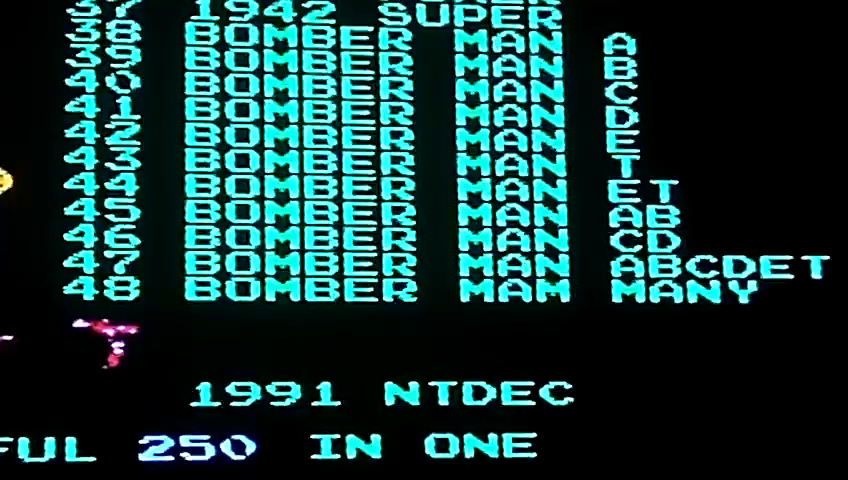 37 1942 SUPER
38 BOMBER MAN A
39 BOMBER MAN B
40 BOMBER MAN C
41 BOMBER MAN D
42 BOMBER MAN E
43 BOMBER MAN T
44 BOMBER MAN ET
45 BOMBER MAN AB
46 BOMBER MAN CD
47 BOMBER MAN ABCDET
48 BOMBER MAM MANY
1991 NTDEC
FUL 250 IN ONE